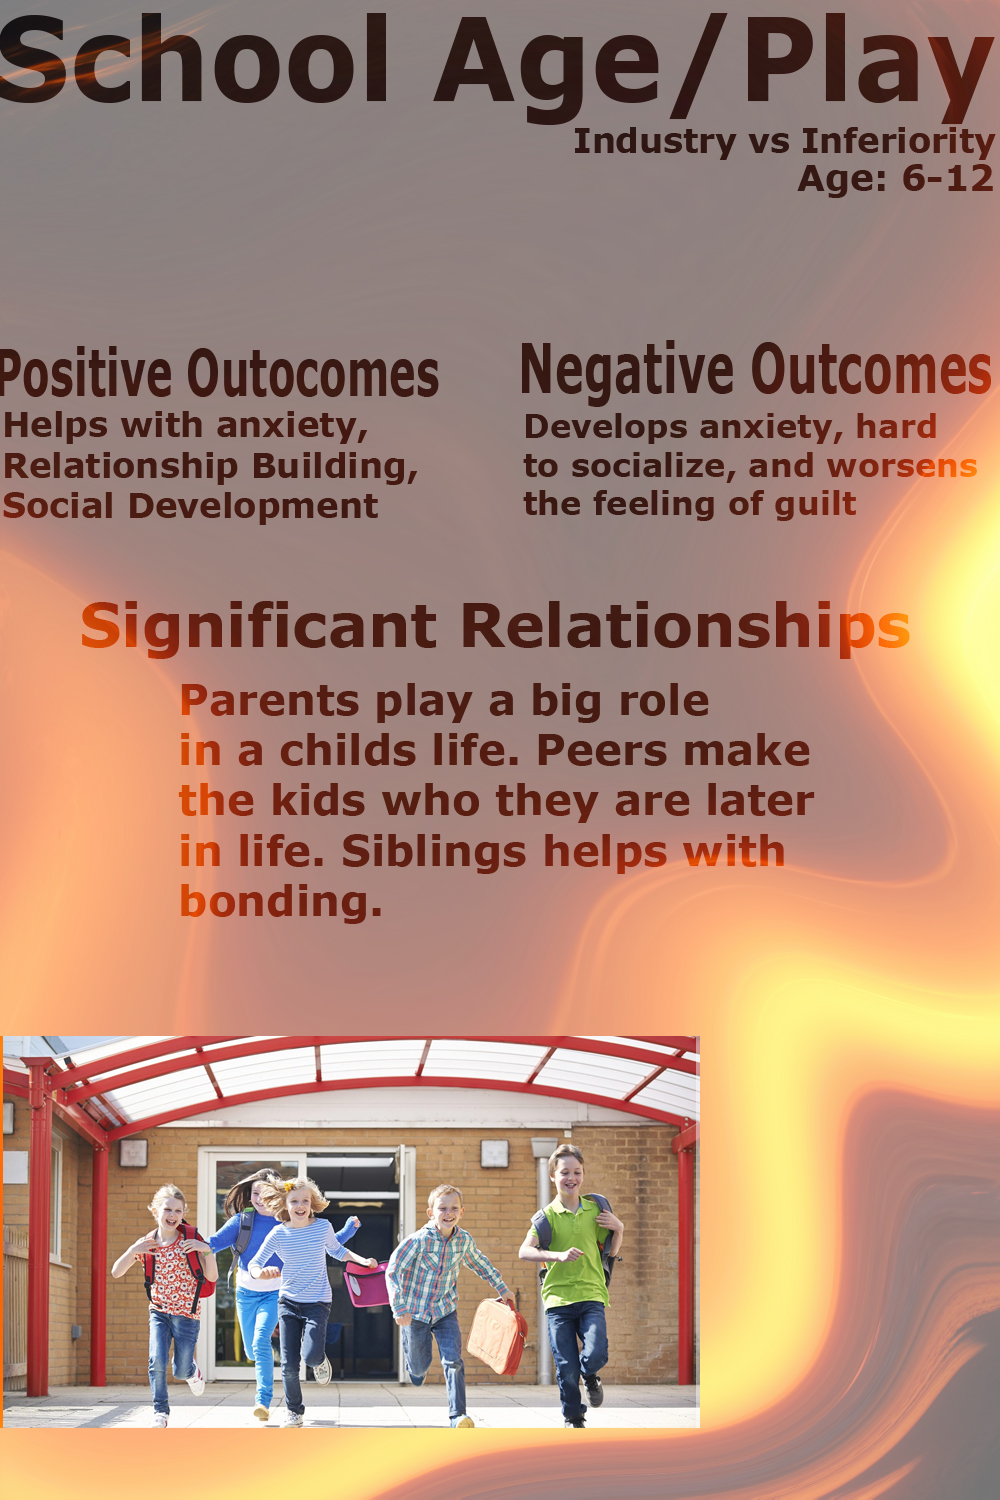 School Age/Play
Industry vs Inferiority
Age: 6-12
Positive Outocomes
Helps with anxiety,
Relationship Building,
Social Development
Negative Outcomes
Develops anxiety, hard
to socialize, and worsens
the feeling of guilt
Significant Relationships
Parents play a big role
in a childs life. Peers make
the kids who they are later
in life. Siblings helps with
bonding.